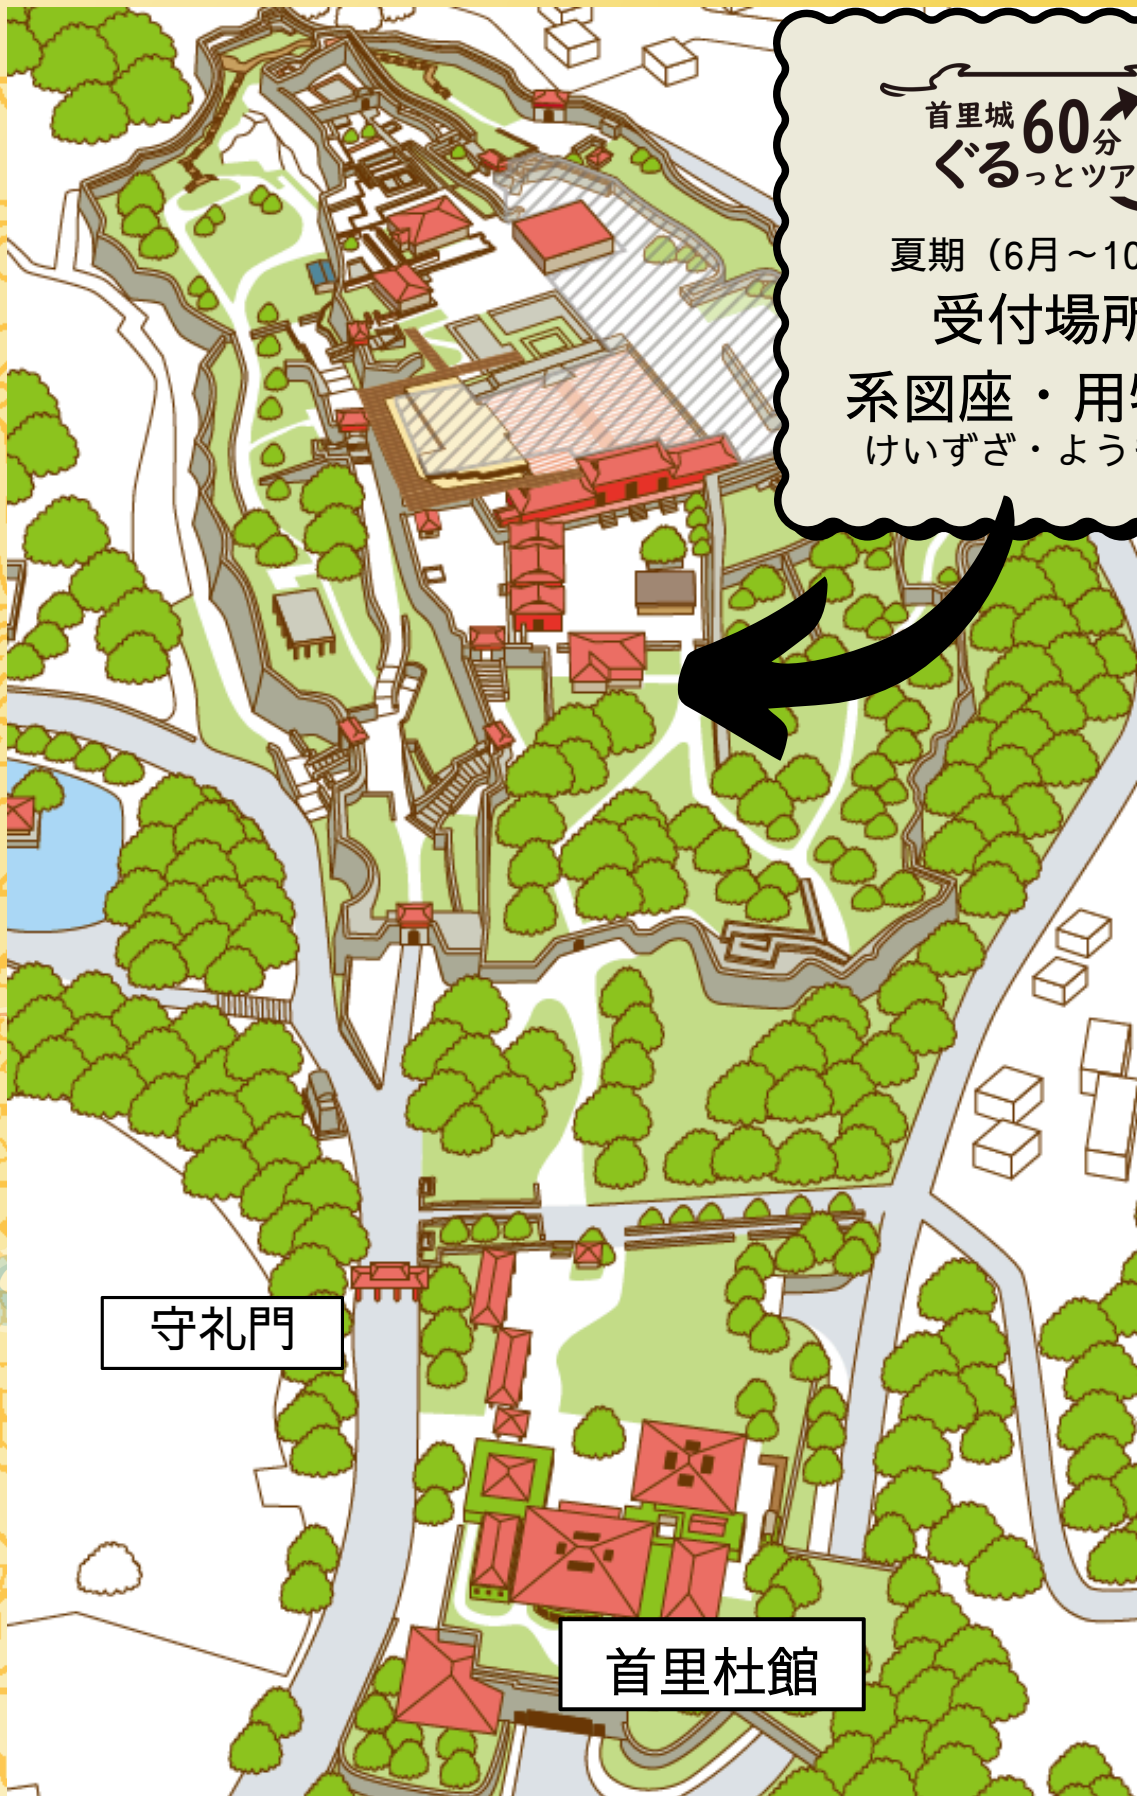 首里城 60分
ぐるっとツア
夏期（6月～10
受付場所
系図座・用
けいずざ・よう
守礼門
首里杜館